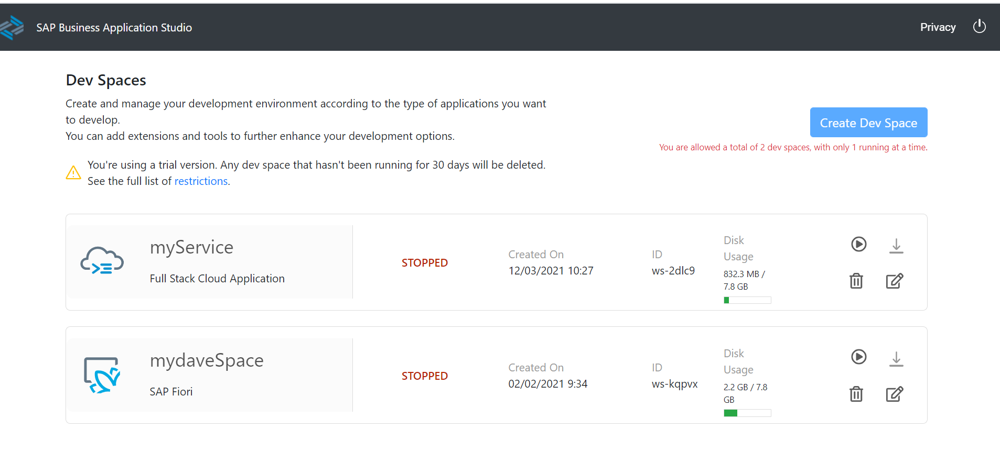 SAP Business Application Studio
Privacy
Dev Spaces
Create and manage your development environment according to the type of applications you want
to develop.
You can add extensions and tools to further enhance your development options.
Create Dev Space
You are allowed a total of 2 dev spaces, with only 1 running at a time.
You're using a trial version. Any dev space that hasn't been running for 30 days will be deleted.
See the full list of restrictions.
myService
Full Stack Cloud Application
STOPPED
Created On
12/03/2021 10:27
ID
ws-2dlc9
Disk
Usage
832.3 MB /
7.8 GB
mydaveSpace
SAP Fiori
STOPPED
Created On
02/02/2021 9:34
ID
ws-kqpvx
Disk
Usage
2.2 GB / 7.8
GB